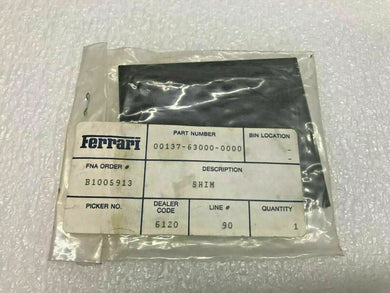 Ferrari PART NUMBER BIN LOCATION
00137-63000-0000 -
FNA ORDER # DESCRIPTION
B1005913 SHIM
PICKER NO. DEALER CODE LINE # QUANTITY
6120 90 1